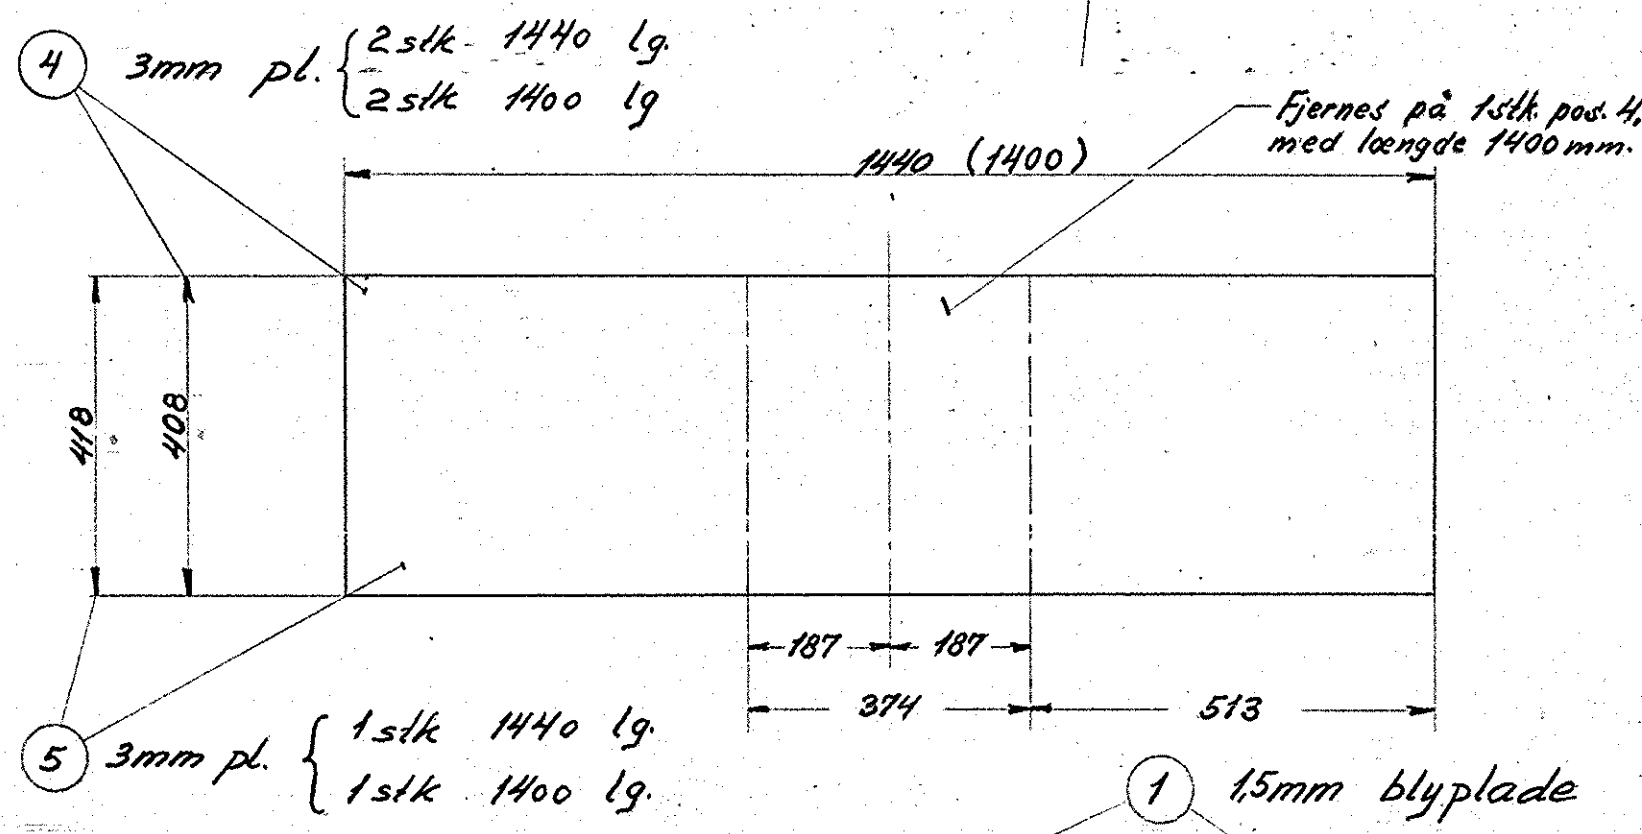 4 3mm pl. { 2 stk 1440 lg.
2 stk 1400 lg
Fjernes på 1stk. pos. 4,
med længde 1400 mm.
1440 (1400)
418
408
187 187
374 513
5 3mm pl. { 1 stk 1440 lg.
1 stk 1400 lg.
1 1,5mm blyplade